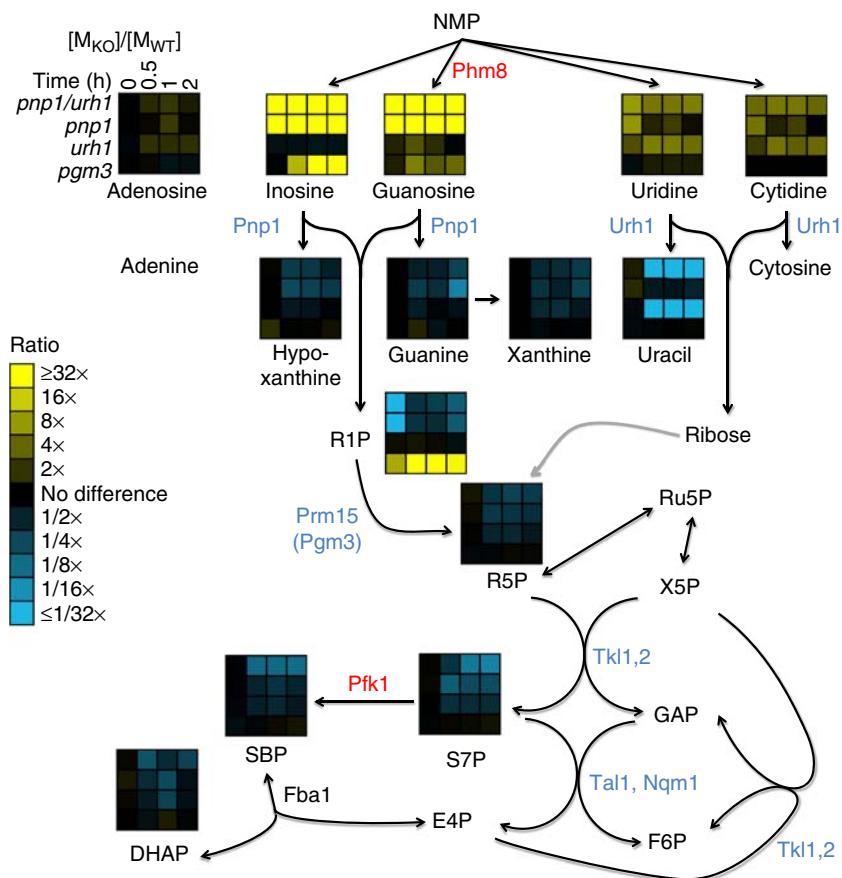 NMP
[M_KO]/[M_WT]
Time (h) 0 0.5 1 2
Phm8
pnp1/urh1
pnp1
urh1
pgm3
Adenosine
Inosine
Guanosine
Uridine
Cytidine
Pnp1
Pnp1
Urh1
Urh1
Adenine
Cytosine
Hypo-
xanthine
Guanine
Xanthine
Uracil
Ratio
≥32×
16×
8×
4×
2×
No difference
1/2×
1/4×
1/8×
1/16×
≤1/32×
R1P
Ribose
Prm15
(Pgm3)
R5P
Ru5P
X5P
Tkl1,2
Pfk1
GAP
SBP
S7P
Tal1, Nqm1
Fba1
E4P
F6P
DHAP
Tkl1,2